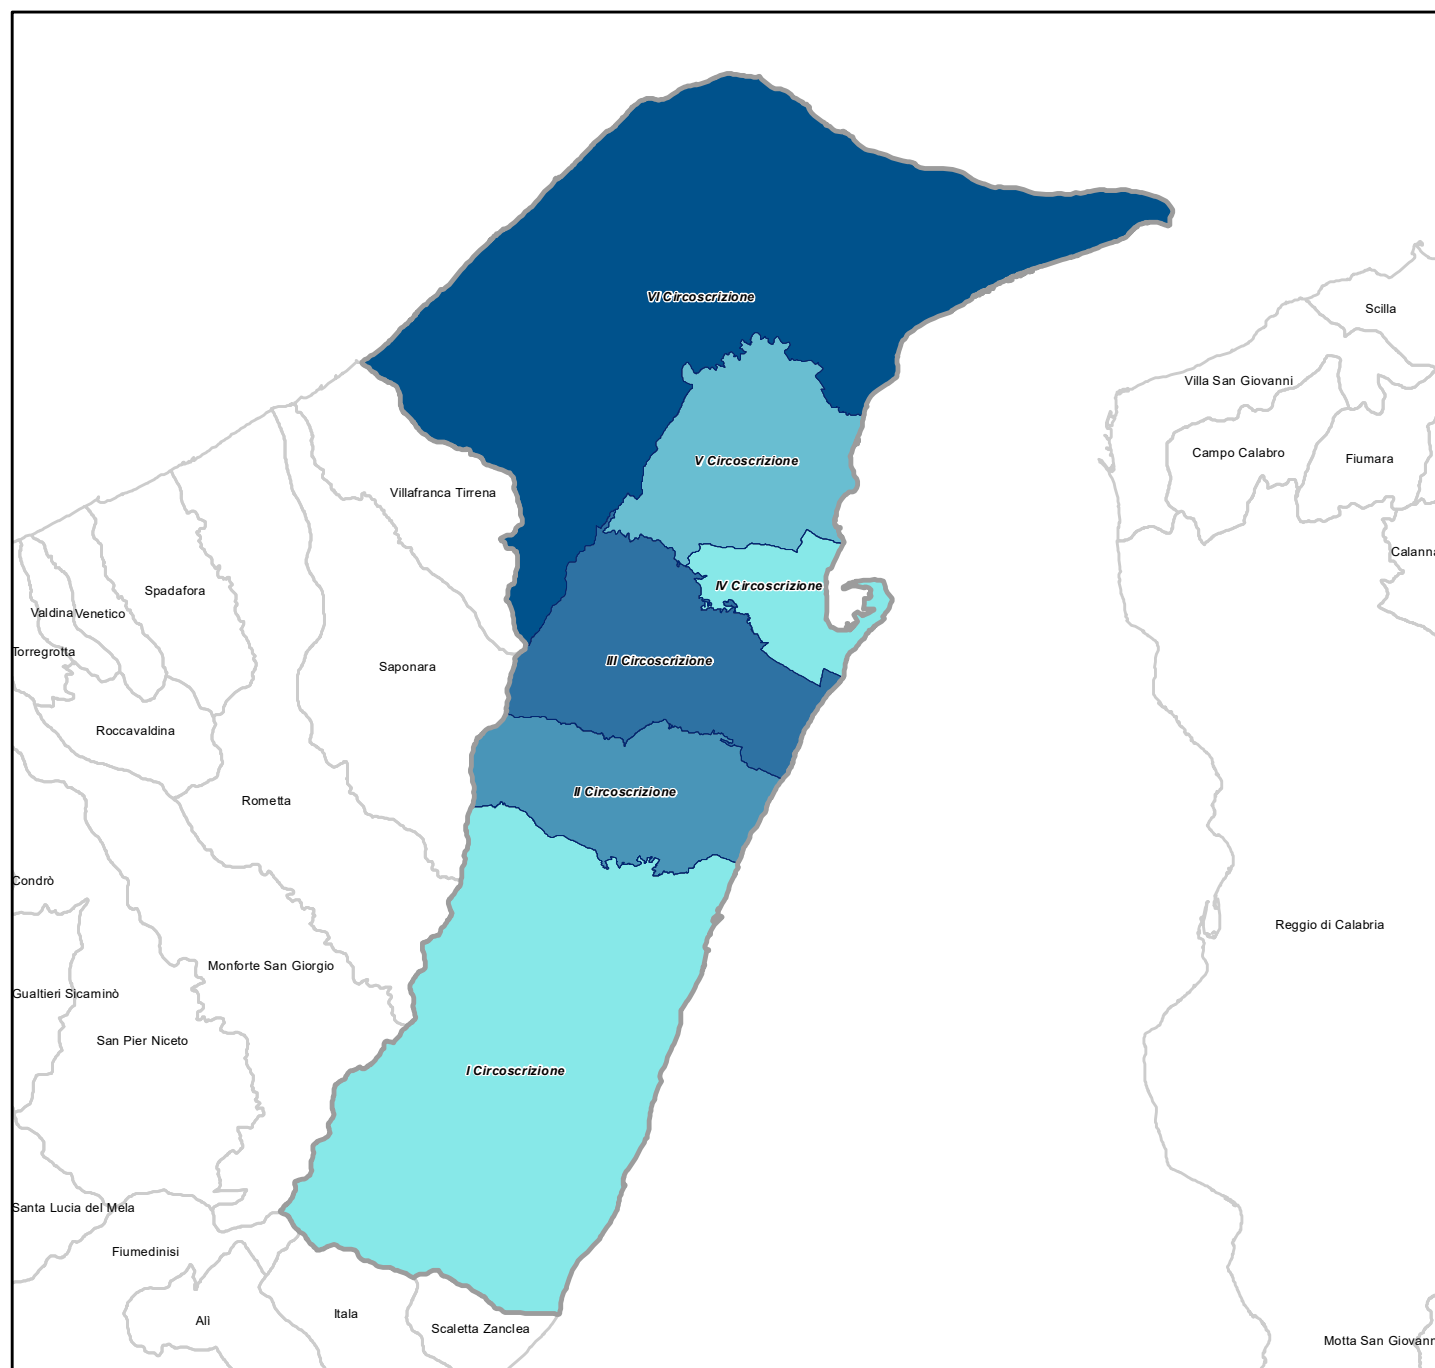 VI Circoscrizione
Scilla
Villa San Giovanni
Campo Calabro
Fiumara
V Circoscrizione
Villafranca Tirrena
Calanna
IV Circoscrizione
Spadafora
Valdina
Venetico
Torregrotta
III Circoscrizione
Saponara
Roccavaldina
II Circoscrizione
Rometta
Condrò
Reggio di Calabria
Monforte San Giorgio
Gualtieri Sicaminò
San Pier Niceto
I Circoscrizione
Santa Lucia del Mela
Fiumedinisi
Itala
Alì
Scaletta Zanclea
Motta San Giovann